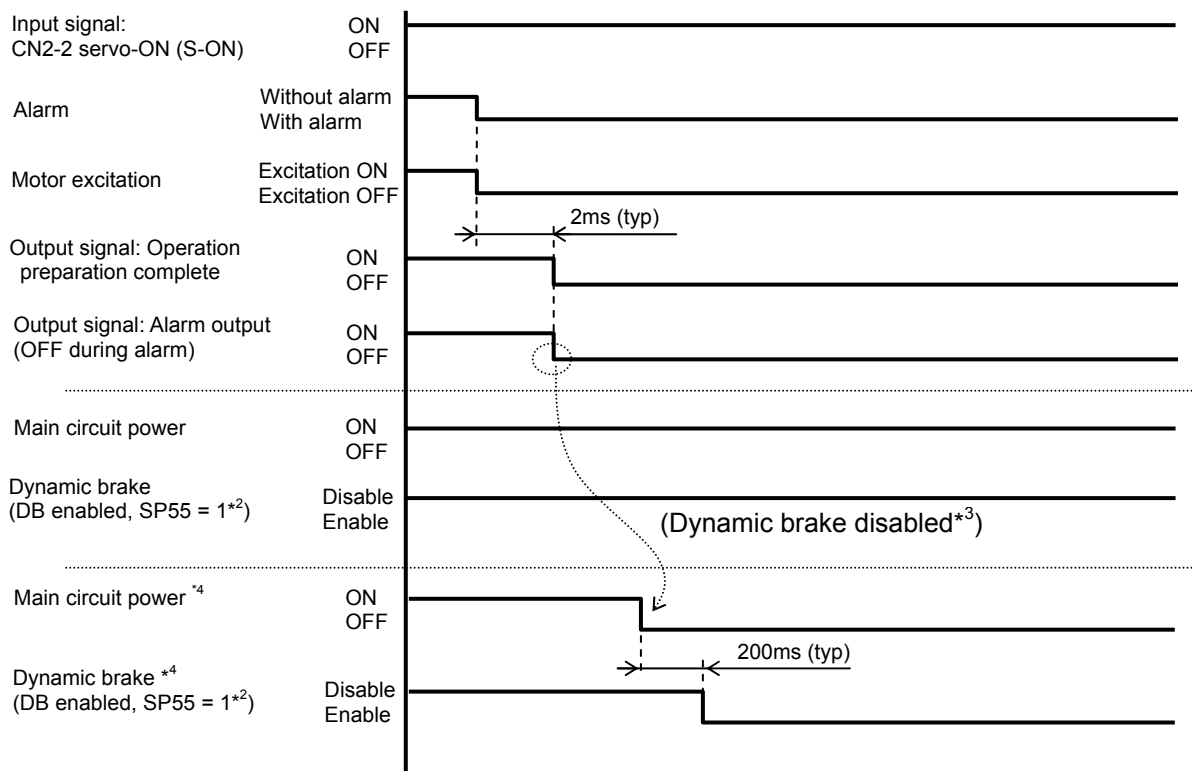 Input signal:
CN2-2 servo-ON (S-ON)
ON
OFF
Alarm
Without alarm
With alarm
Motor excitation
Excitation ON
Excitation OFF
2ms (typ)
Output signal: Operation
preparation complete
ON
OFF
Output signal: Alarm output
(OFF during alarm)
ON
OFF
Main circuit power
ON
OFF
Dynamic brake
(DB enabled, SP55 = 1*2)
Disable
Enable
(Dynamic brake disabled*3)
Main circuit power *4
ON
OFF
200ms (typ)
Dynamic brake *4
(DB enabled, SP55 = 1*2)
Disable
Enable